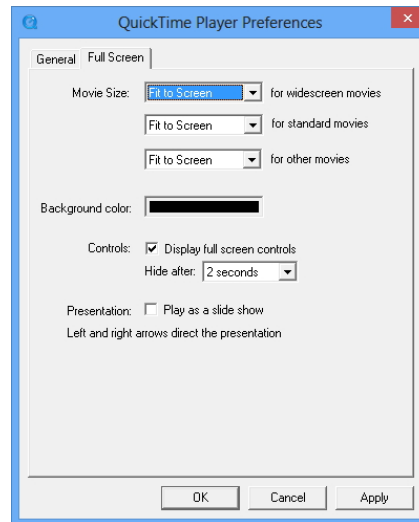 QuickTime Player Preferences
General Full Screen
Movie Size: Fit to Screen for widescreen movies
Fit to Screen for standard movies
Fit to Screen for other movies
Background color:
Controls: Display full screen controls
Hide after: 2 seconds
Presentation: Play as a slide show
Left and right arrows direct the presentation
OK Cancel Apply